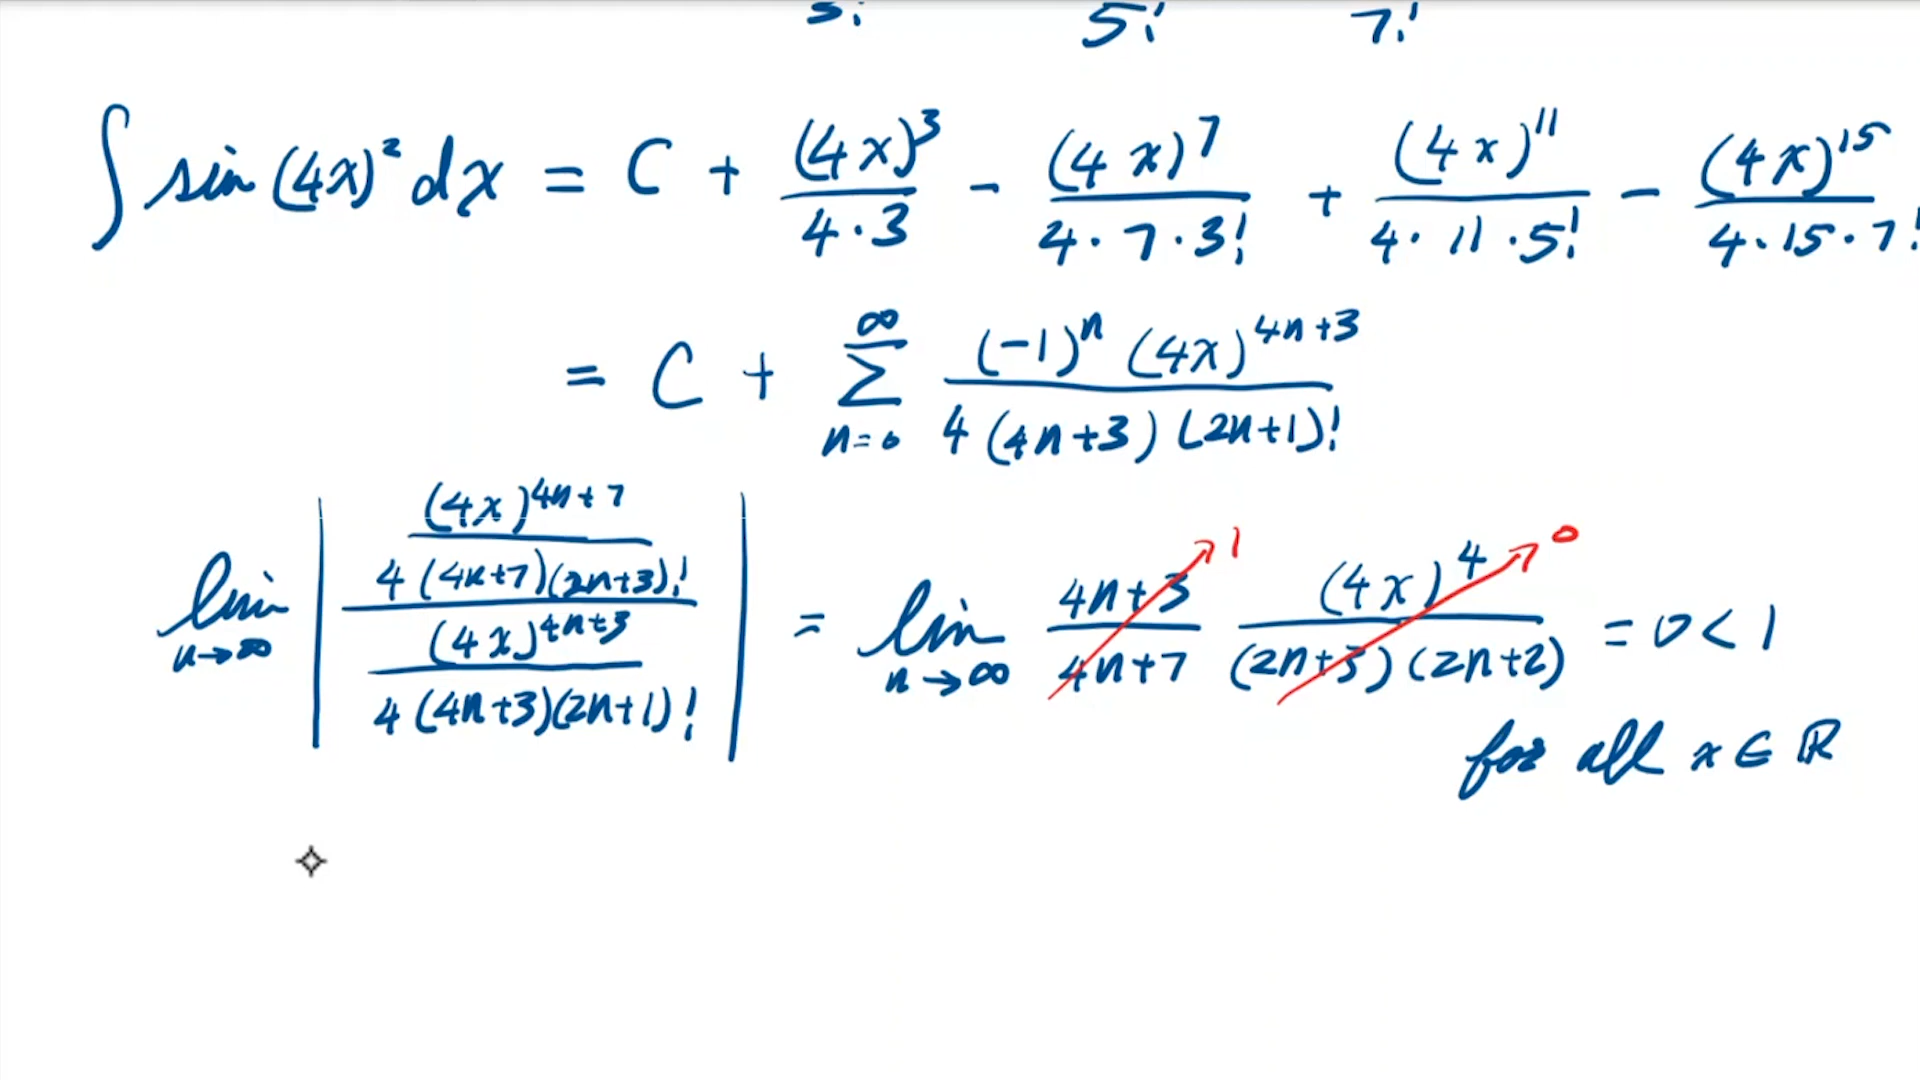 3! 5! 7!
∫ sin (4x)² dx = C + (4x)³/(4·3) - (4x)⁷/(4·7·3!) + (4x)¹¹/(4·11·5!) - (4x)¹⁵/(4·15·7!
= C + ∑_{n=0}^{∞} (-1)ⁿ (4x)^{4n+3} / 4(4n+3)(2n+1)!
lim_{n→∞} | ((4x)^{4n+7} / 4(4n+7)(2n+3)!) / ((4x)^{4n+3} / 4(4n+3)(2n+1)!) | = lim_{n→∞} (4n+3)/(4n+7) ↗1 (4x)⁴/((2n+3)(2n+2)) ↗0 = 0 < 1
for all x ∈ ℝ